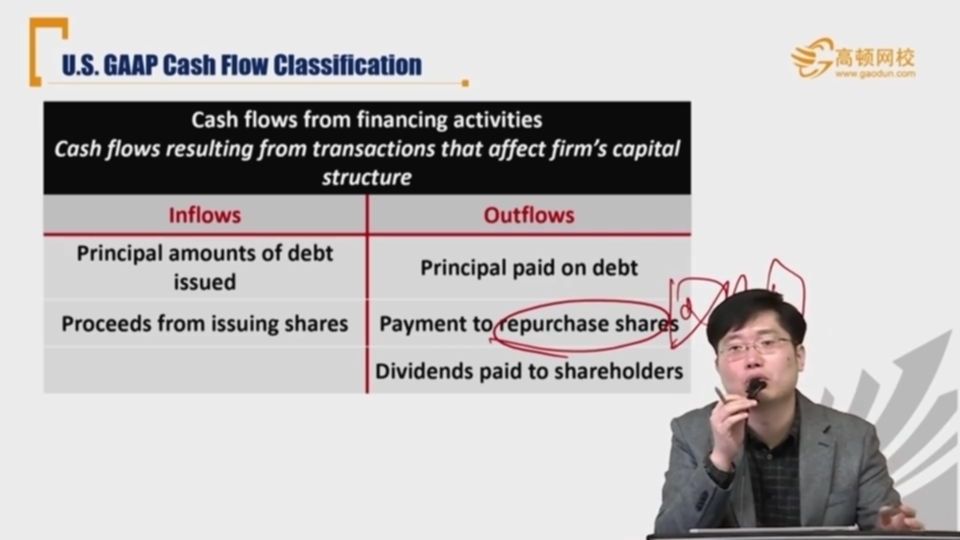 U.S. GAAP Cash Flow Classification
高顿网校
www.gaodun.com
Cash flows from financing activities
Cash flows resulting from transactions that affect firm's capital
structure
Inflows
Outflows
Principal amounts of debt
issued
Principal paid on debt
Proceeds from issuing shares
Payment to repurchase shares
Dividends paid to shareholders